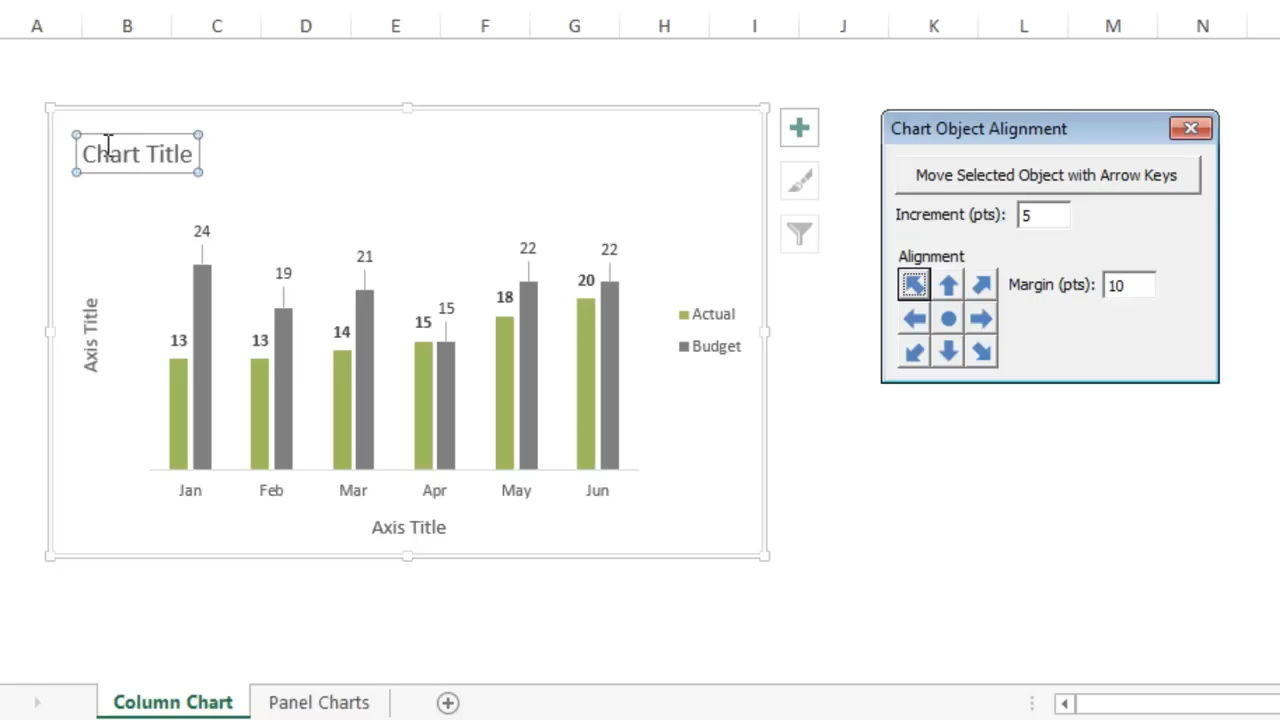 A B C D E F G H I J K L M N
Chart Title
Chart Object Alignment
Move Selected Object with Arrow Keys
Increment (pts): 5
Alignment
Margin (pts): 10
24
19
21
22
22
13
13
14
15
15
18
20
Axis Title
Actual
Budget
Jan Feb Mar Apr May Jun
Axis Title
Column Chart Panel Charts